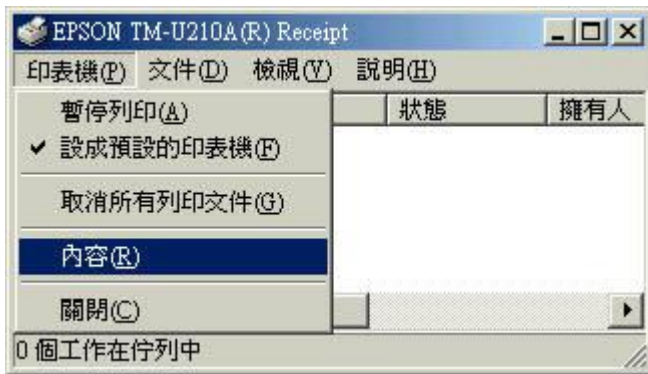 EPSON TM-U210A(R) Receipt
印表機(P) 文件(D) 檢視(V) 說明(H)
暫停列印(A) 狀態 擁有人
✔ 設成預設的印表機(F)
取消所有列印文件(G)
內容(R)
關閉(C)
0 個工作在佇列中